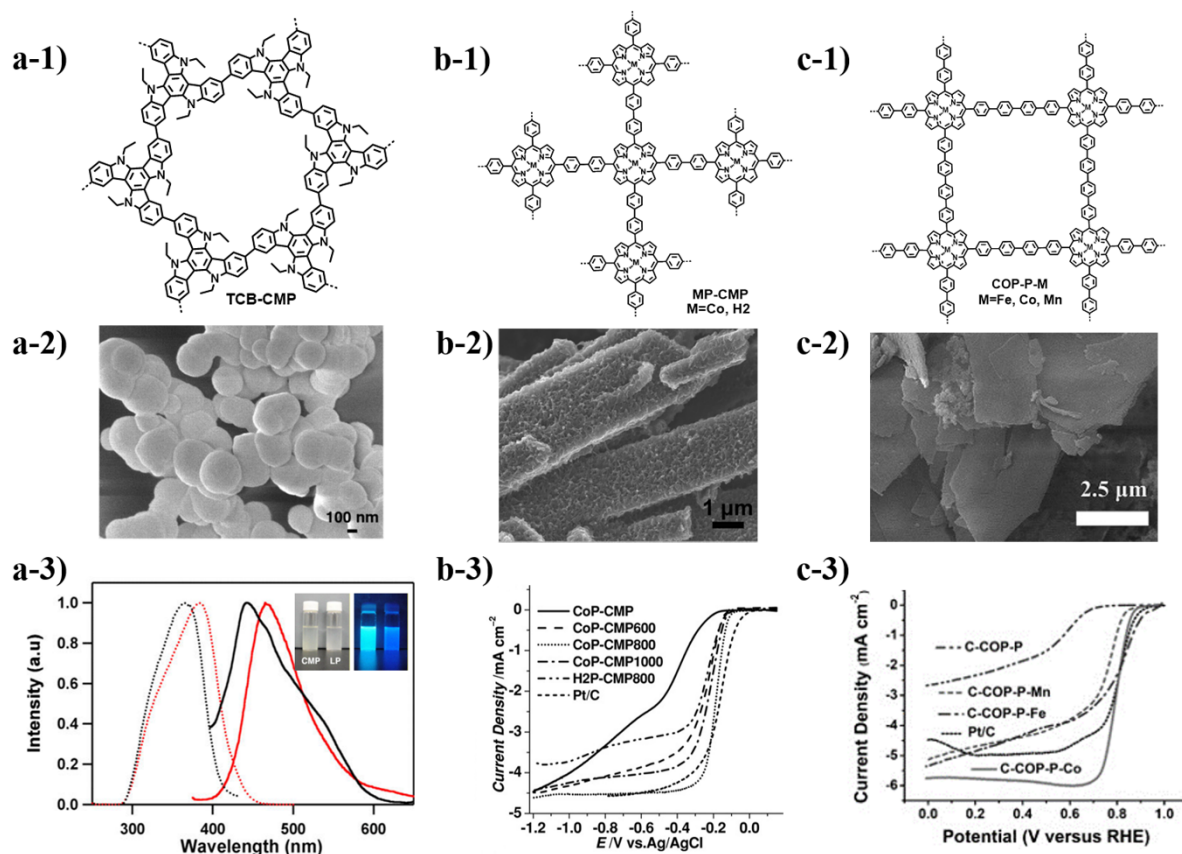 a-1)
b-1)
c-1)
TCB-CMP
MP-CMP
M=Co, H2
COP-P-M
M=Fe, Co, Mn
a-2)
b-2)
c-2)
100 nm
1 μm
2.5 μm
a-3)
b-3)
c-3)
Intensity (a.u)
1.0
0.8
0.6
0.4
0.2
0.0
300
400
500
600
Wavelength (nm)
CMP
LP
Current Density /mA cm⁻²
0
-1
-2
-3
-4
-5
CoP-CMP
CoP-CMP600
CoP-CMP800
CoP-CMP1000
H2P-CMP800
Pt/C
-1.2
-1.0
-0.8
-0.6
-0.4
-0.2
0.0
E /V vs.Ag/AgCl
Current Density (mA cm⁻²)
0
-1
-2
-3
-4
-5
-6
-7
C-COP-P
C-COP-P-Mn
C-COP-P-Fe
Pt/C
C-COP-P-Co
0.0
0.2
0.4
0.6
0.8
1.0
Potential (V versus RHE)